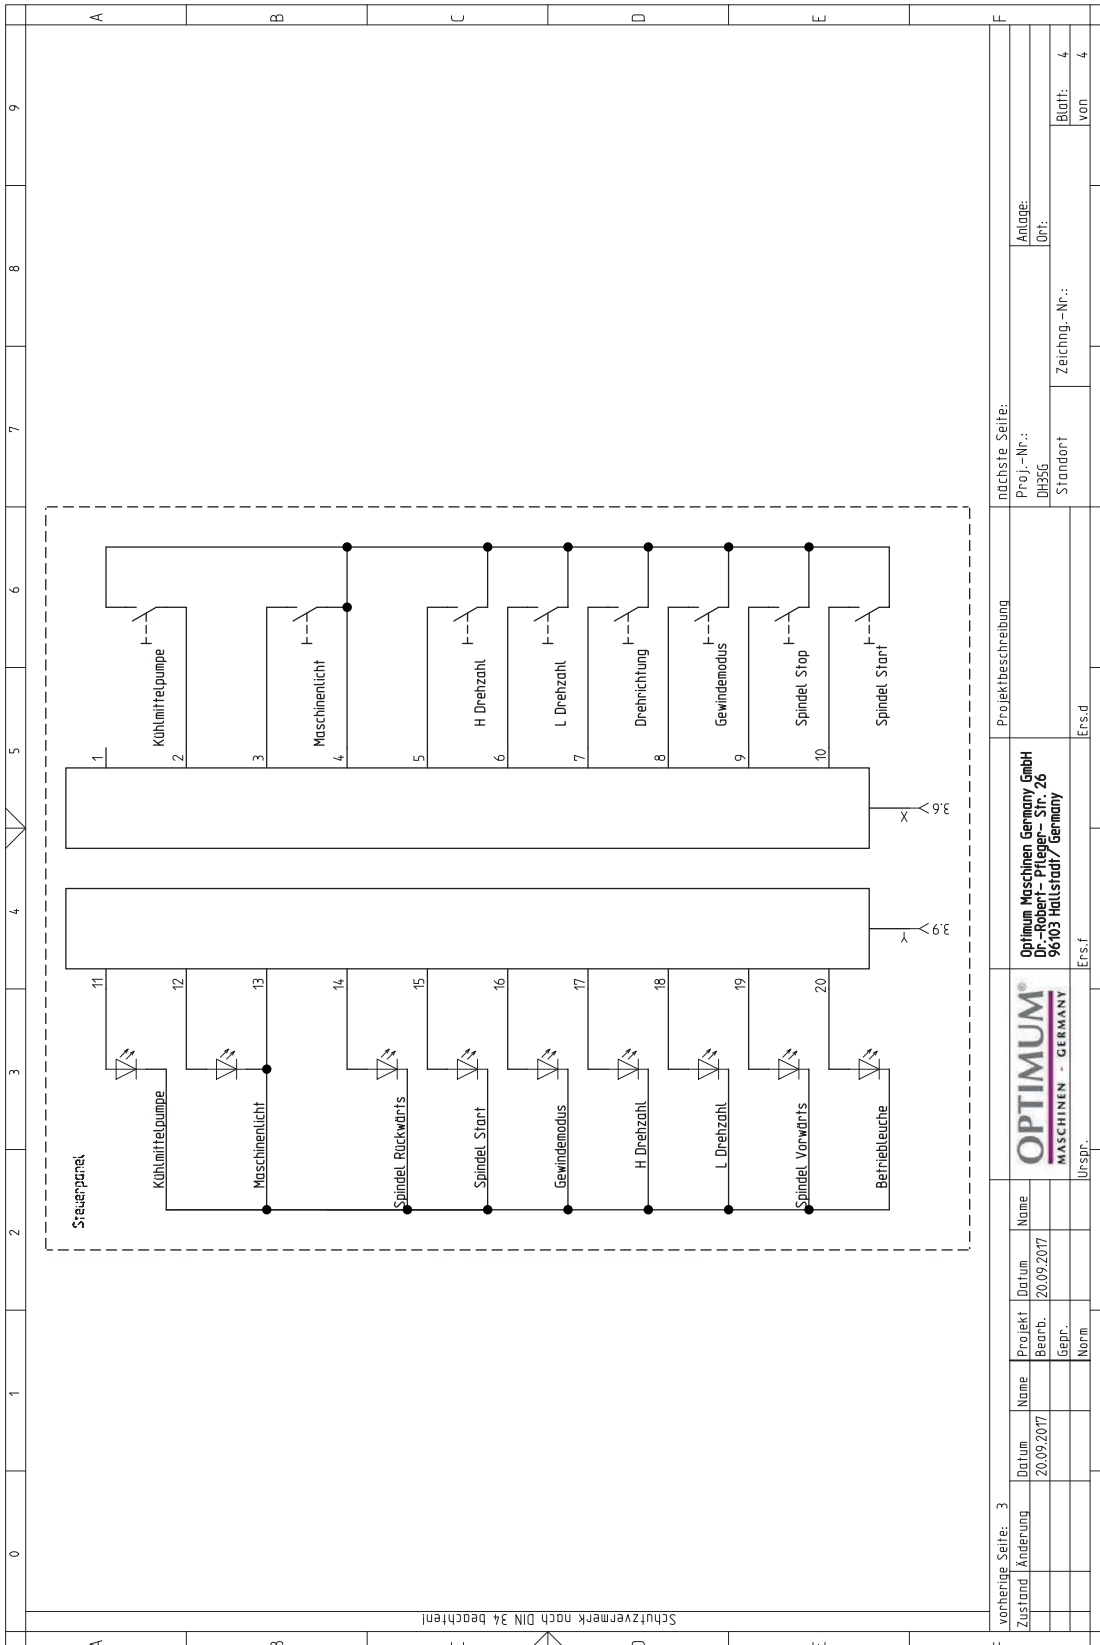 0 1 2 3 4 5 6 7 8 9
A
B
C
D
E
F
Steuerpanel
Kühlmittelpumpe
Maschinenlicht
Spindel Rückwärts
Spindel Start
Gewindemodus
H Drehzahl
L Drehzahl
Spindel Vorwärts
Betriebleuche
11
12
13
14
15
16
17
18
19
20
Y
3.9
X
3.6
1
2
3
4
5
6
7
8
9
10
Kühlmittelpumpe
Maschinenlicht
H Drehzahl
L Drehzahl
Drehrichtung
Gewindemodus
Spindel Stop
Spindel Start
Schutzvermerk nach DIN 34 beachten!
vorherige Seite: 3
Zustand Änderung Datum Name Projekt Datum Name
20.09.2017 Bearb. 20.09.2017
Gepr.
Norm
OPTIMUM®
MASCHINEN - GERMANY
Urspr. Ers.f Ers.d
Optimum Maschinen Germany GmbH
Dr.-Robert- Pfleger- Str. 26
96103 Hallstadt/ Germany
Projektbeschreibung
nächste Seite:
Proj.-Nr.: Anlage:
DH35G Ort:
Standort Zeichng.-Nr.: Blatt: 4
von 4